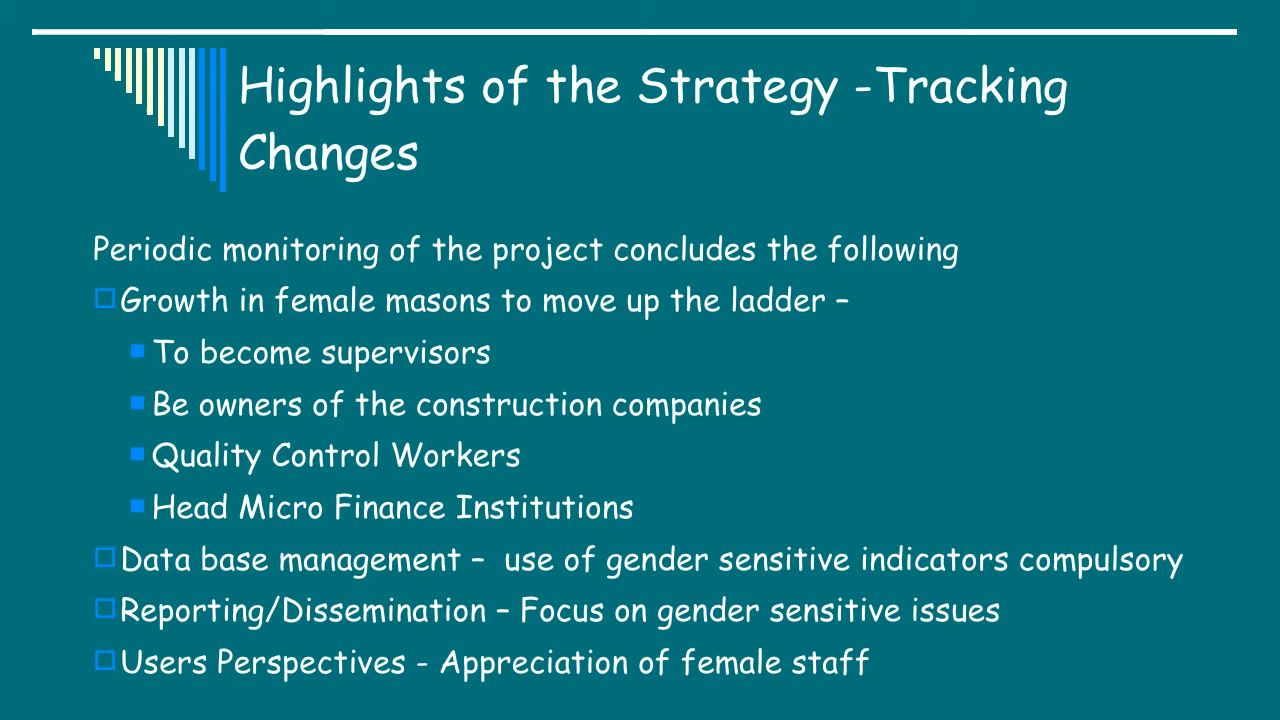 Highlights of the Strategy -Tracking
Changes
Periodic monitoring of the project concludes the following
Growth in female masons to move up the ladder –
To become supervisors
Be owners of the construction companies
Quality Control Workers
Head Micro Finance Institutions
Data base management –  use of gender sensitive indicators compulsory
Reporting/Dissemination – Focus on gender sensitive issues
Users Perspectives - Appreciation of female staff